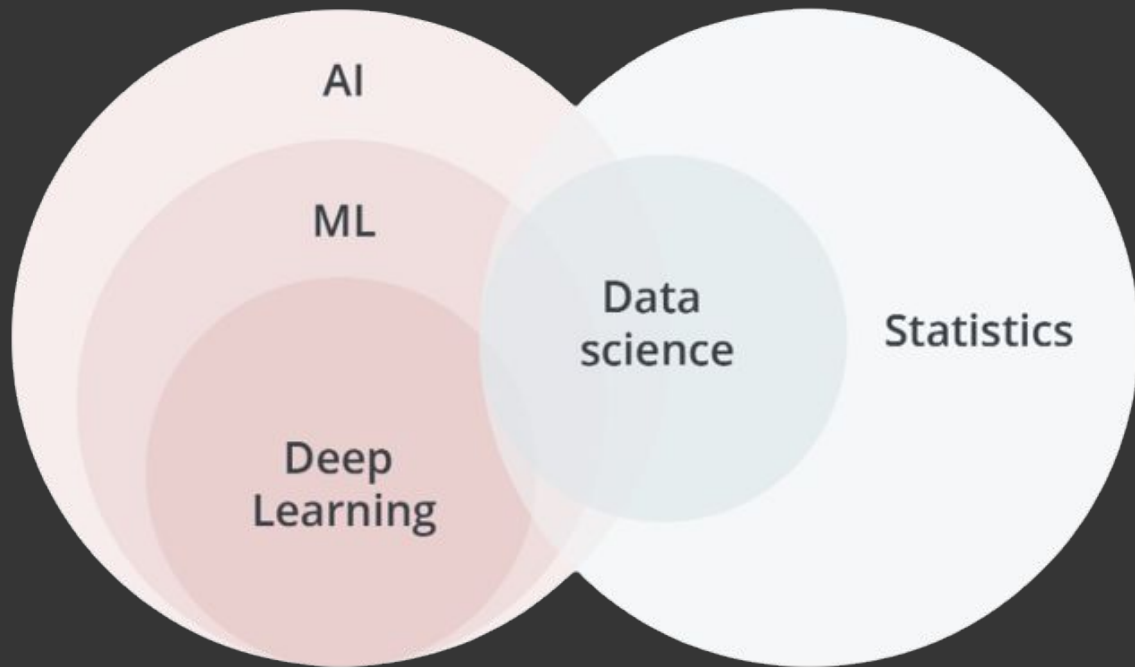 AI
ML
Data
science
Statistics
Deep
Learning